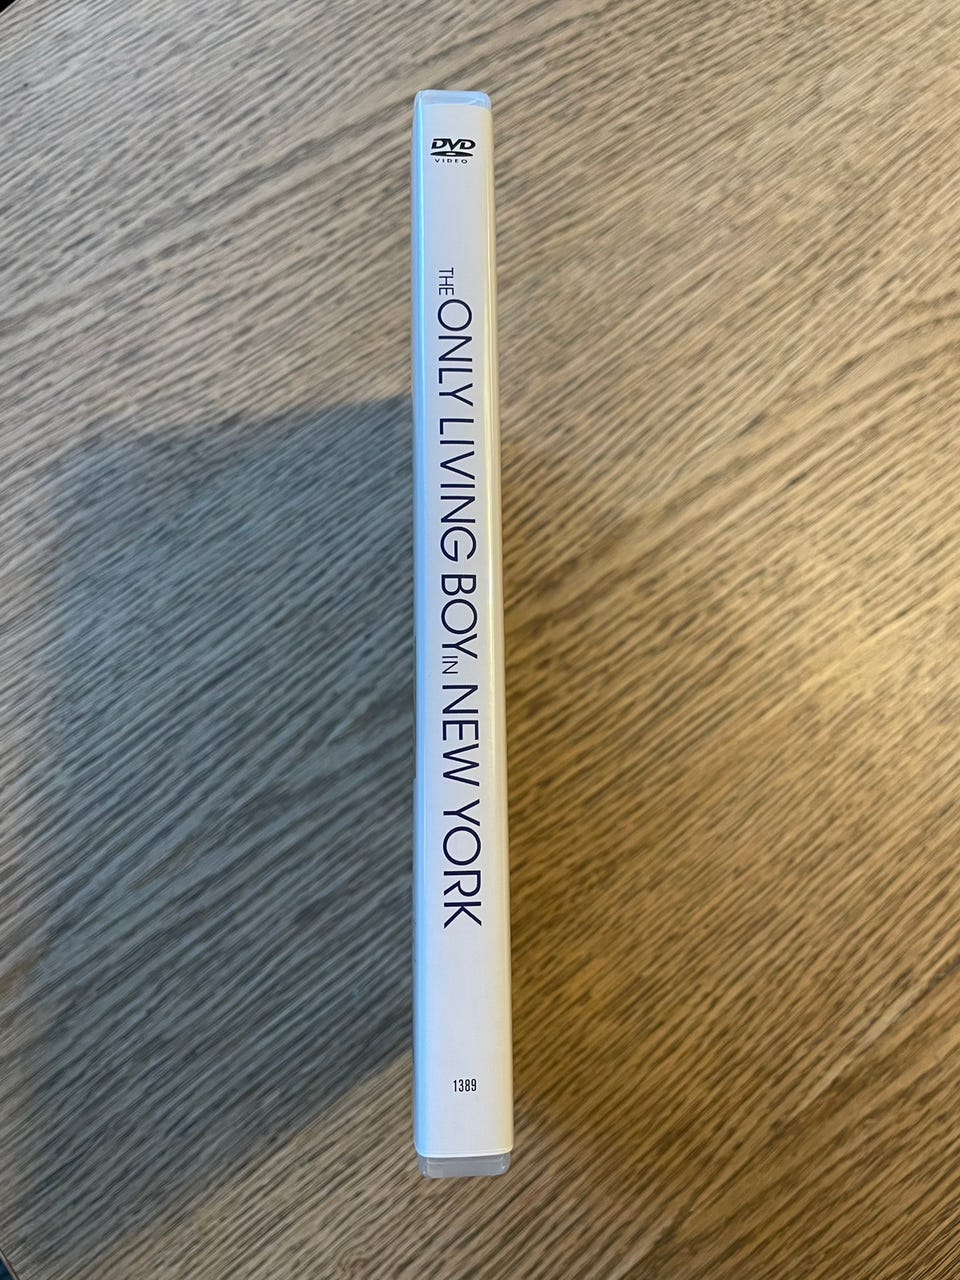 DVD
VIDEO
THE ONLY LIVING BOY IN NEW YORK
1389